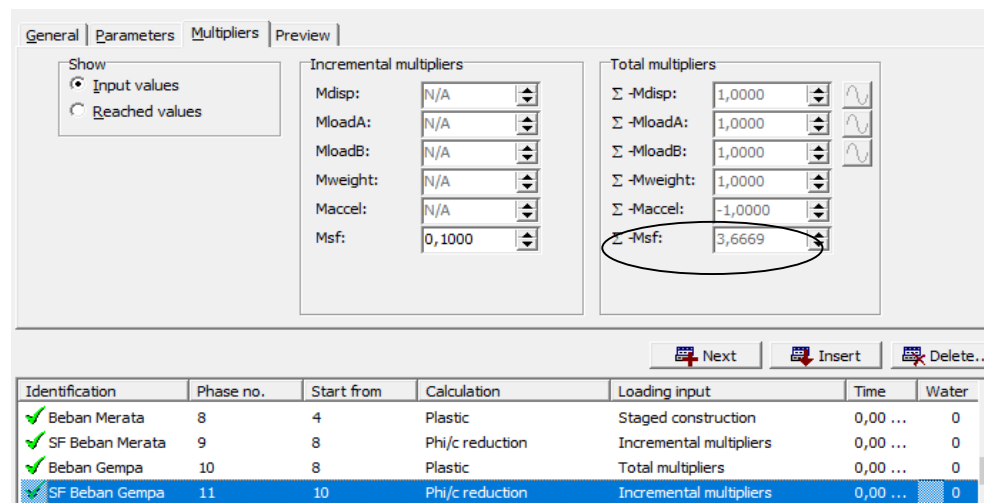 General Parameters Multipliers Preview
Show
Input values
Reached values
Incremental multipliers
Mdisp: N/A
MloadA: N/A
MloadB: N/A
Mweight: N/A
Maccel: N/A
Msf: 0,1000
Total multipliers
Σ -Mdisp: 1,0000
Σ -MloadA: 1,0000
Σ -MloadB: 1,0000
Σ -Mweight: 1,0000
Σ -Maccel: -1,0000
Σ -Msf: 3,6669
Next Insert Delete..
Identification Phase no. Start from Calculation Loading input Time Water
Beban Merata 8 4 Plastic Staged construction 0,00 ... 0
SF Beban Merata 9 8 Phi/c reduction Incremental multipliers 0,00 ... 0
Beban Gempa 10 8 Plastic Total multipliers 0,00 ... 0
SF Beban Gempa 11 10 Phi/c reduction Incremental multipliers 0,00 ... 0